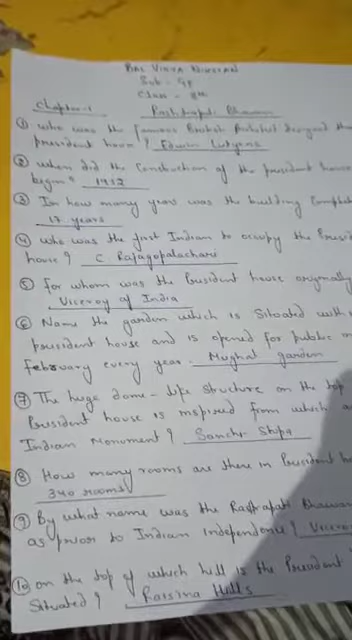 BAL VIDYA NIKETAN
Sub - GK
Class - 8th
Chapter-1 Rashtrapati Bhawan
① Who was the famous British Architect designed the
president house? Edwin Lutyens
② When did the Construction of the president house
begin? 1912
③ In how many years was the building Complete
17 years
④ Who was the first Indian to occupy the Presid
house? C Rajagopalachari
⑤ For whom was the President house originally
Viceroy of India
⑥ Name the garden which is Situated with
president house and is opened for public
february every year. Mughal garden
⑦ The huge dome-like structure on the top
President house is inspired from which
Indian Monument? Sanchi Stupa
⑧ How many rooms are there in President h
340 rooms
⑨ By what name was the Rastrapati Bhawan
as prior to Indian independence? Vicero
⑩ on the top of which hill is the President
Situated? Raisina Hills